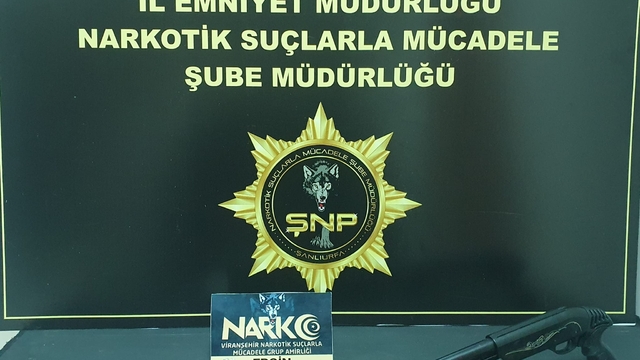 İL EMNİYET MÜDÜRLÜĞÜ
NARKOTİK SUÇLARLA MÜCADELE
ŞUBE MÜDÜRLÜĞÜ
NARKOTİK SUÇLARLA MÜCADELE ŞUBE MÜDÜRLÜĞÜ
ŞNP
ŞANLIURFA
NARKO
VİRANŞEHİR NARKOTİK SUÇLARLA
MÜCADELE GRUP AMİRLİĞİ